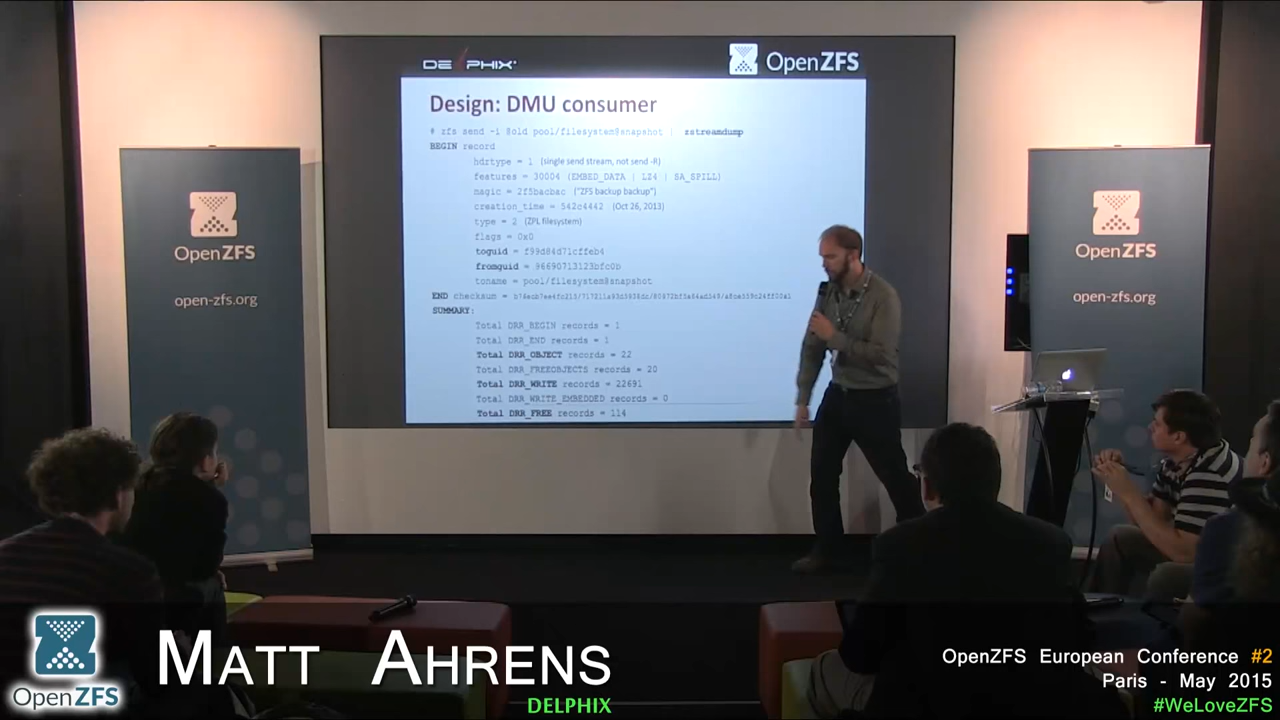 DELPHIX
OpenZFS
Design: DMU consumer
# zfs send -i @old pool/filesystem@snapshot | zstreamdump
BEGIN record
hdrtype = 1 (single send stream, not send -R)
features = 30004 (EMBED_DATA | LZ4 | SA_SPILL)
magic = 2f5bacbac ("ZFS backup backup")
creation_time = 542c4442 (Oct 26, 2013)
type = 2 (ZPL filesystem)
flags = 0x0
toguid = f99d84d71cffeb4
fromguid = 96690713123bfc0b
toname = pool/filesystem@snapshot
END checksum =
SUMMARY:
Total DRR_BEGIN records = 1
Total DRR_END records = 1
Total DRR_OBJECT records = 22
Total DRR_FREEOBJECTS records = 20
Total DRR_WRITE records = 22691
Total DRR_WRITE_EMBEDDED records = 0
Total DRR_FREE records = 114
OpenZFS
open-zfs.org
OpenZFS
open-zfs.org
OpenZFS
MATT AHRENS
DELPHIX
OpenZFS European Conference #2
Paris - May 2015
#WeLoveZFS